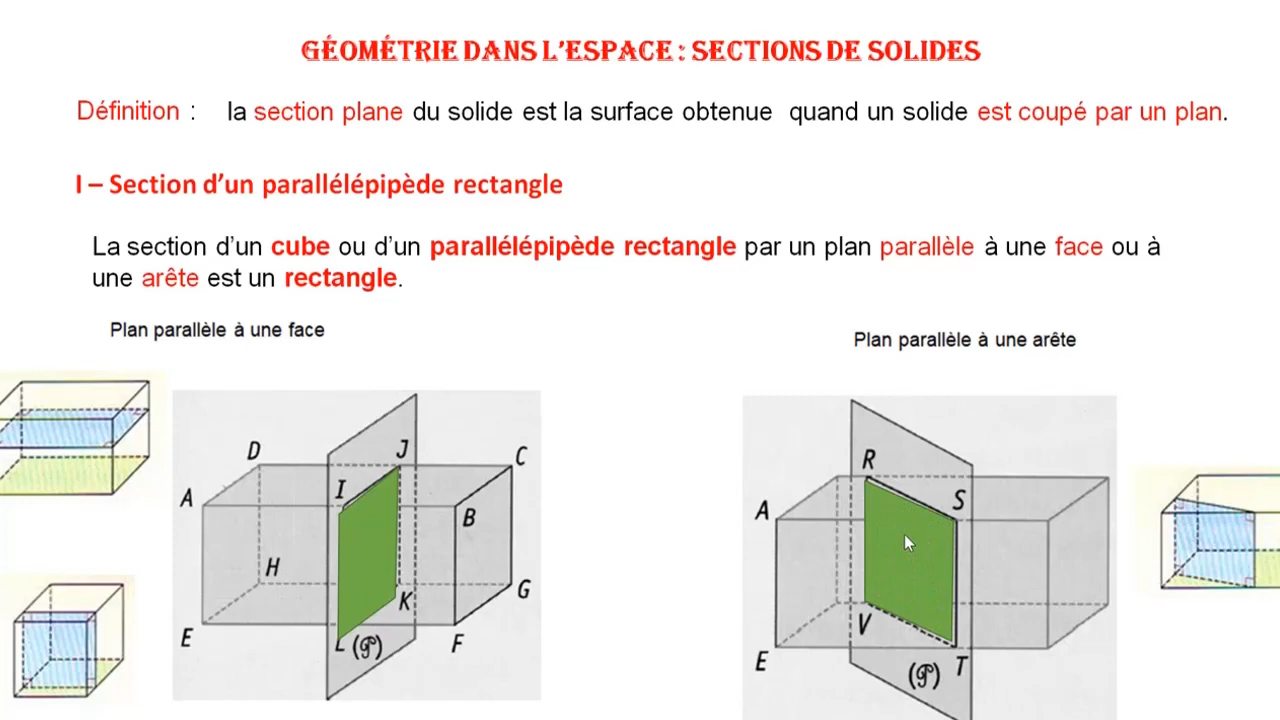 GÉOMÉTRIE DANS L'ESPACE : SECTIONS DE SOLIDES
Définition : la section plane du solide est la surface obtenue quand un solide est coupé par un plan.
I – Section d'un parallélépipède rectangle
La section d'un cube ou d'un parallélépipède rectangle par un plan parallèle à une face ou à
une arête est un rectangle.
Plan parallèle à une face
Plan parallèle à une arête
D
J
C
A
I
B
H
K
G
E
L
(P)
F
R
A
S
V
E
(P)
T